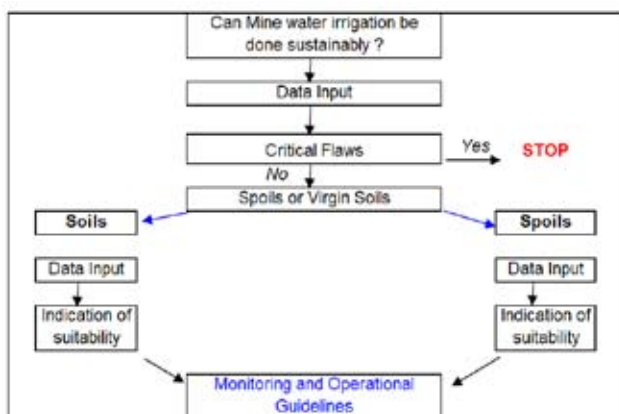 Can Mine water irrigation be
done sustainably ?
Data Input
Critical Flaws
Yes
STOP
No
Spoils or Virgin Soils
Soils
Spoils
Data Input
Data Input
Indication of
suitability
Indication of
suitability
Monitoring and Operational
Guidelines